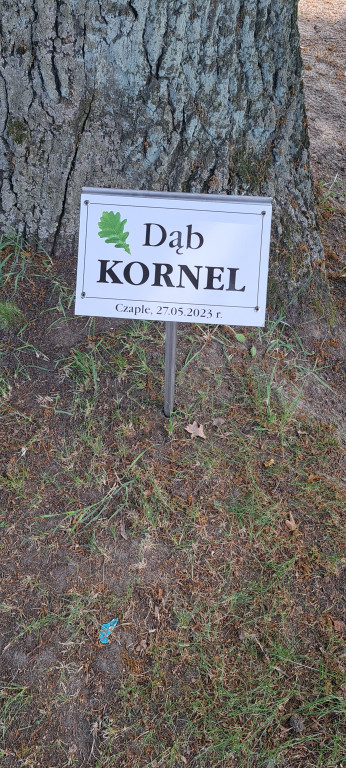 Dąb
KORNEL
Czaple, 27.05.2023 r.